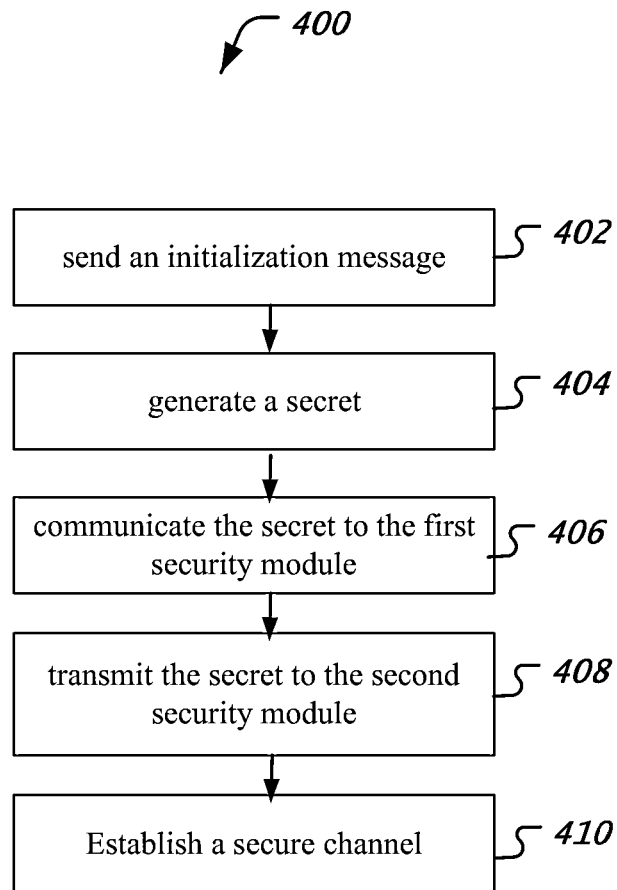 400
send an initialization message
402
generate a secret
404
communicate the secret to the first
security module
406
transmit the secret to the second
security module
408
Establish a secure channel
410